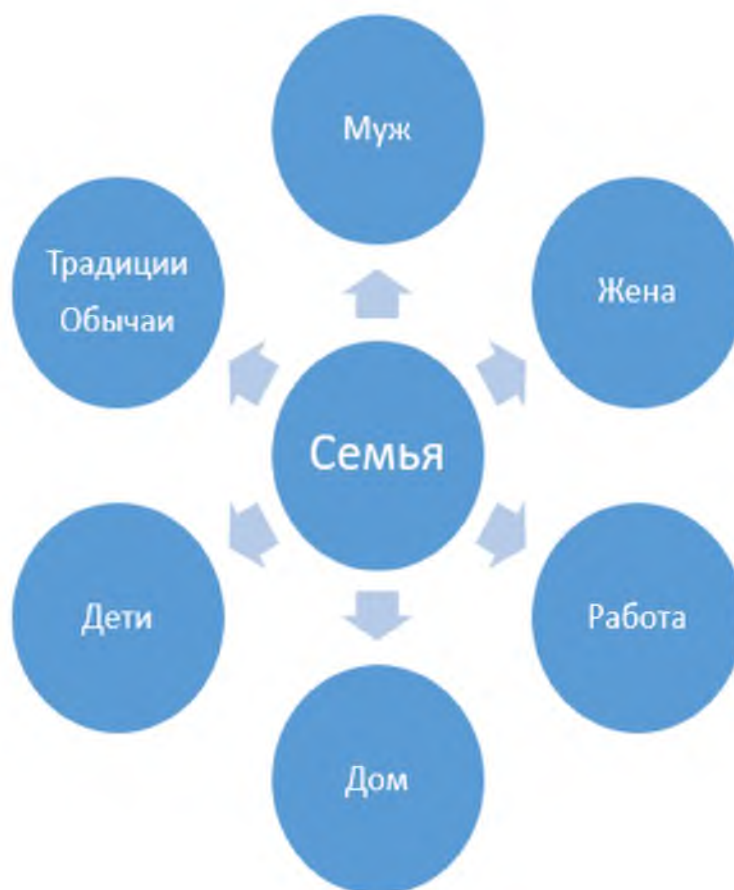 Муж
Традиции
Обычаи
Жена
Семья
Дети
Работа
Дом